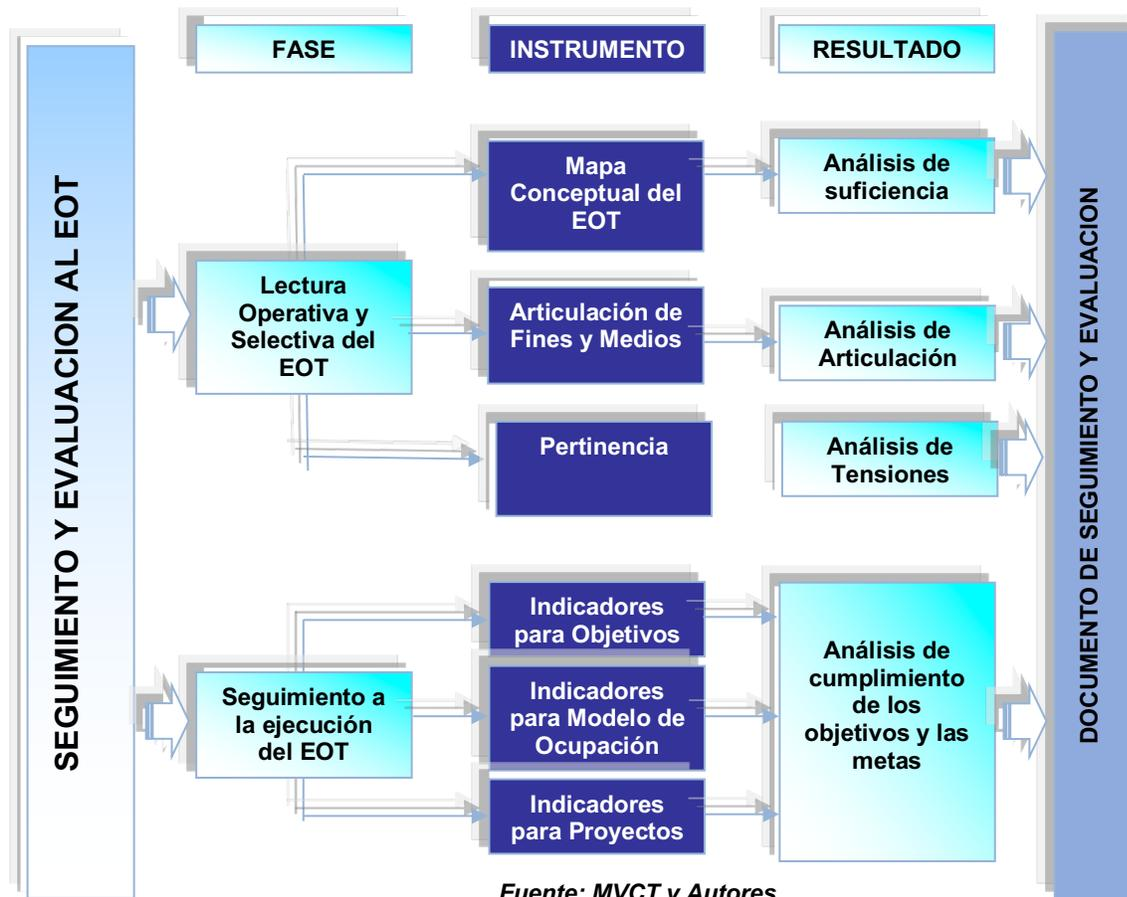 FASE
INSTRUMENTO
RESULTADO
SEGUIMIENTO Y EVALUACION AL EOT
Lectura
Operativa y
Selectiva del
EOT
Mapa
Conceptual del
EOT
Análisis de
suficiencia
Articulación de
Fines y Medios
Análisis de
Articulación
Pertinencia
Análisis de
Tensiones
Seguimiento a
la ejecución
del EOT
Indicadores
para Objetivos
Indicadores
para Modelo de
Ocupación
Indicadores
para Proyectos
Análisis de
cumplimiento
de los
objetivos y las
metas
DOCUMENTO DE SEGUIMIENTO Y EVALUACION
Fuente: MVCT y Autores